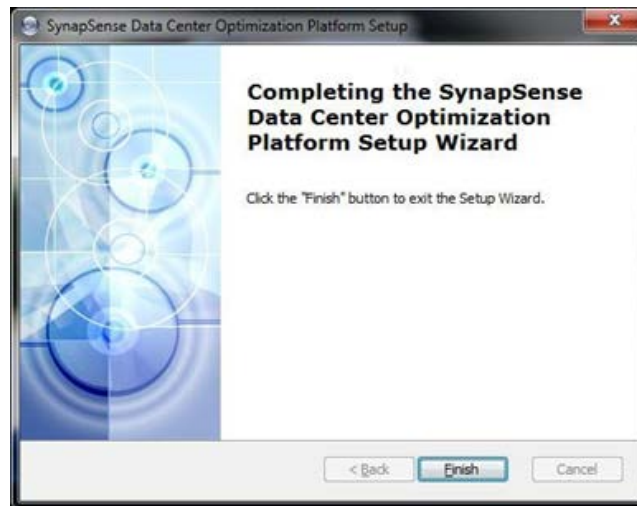 SynapSense Data Center Optimization Platform Setup
Completing the SynapSense
Data Center Optimization
Platform Setup Wizard
Click the "Finish" button to exit the Setup Wizard.
< Back
Finish
Cancel